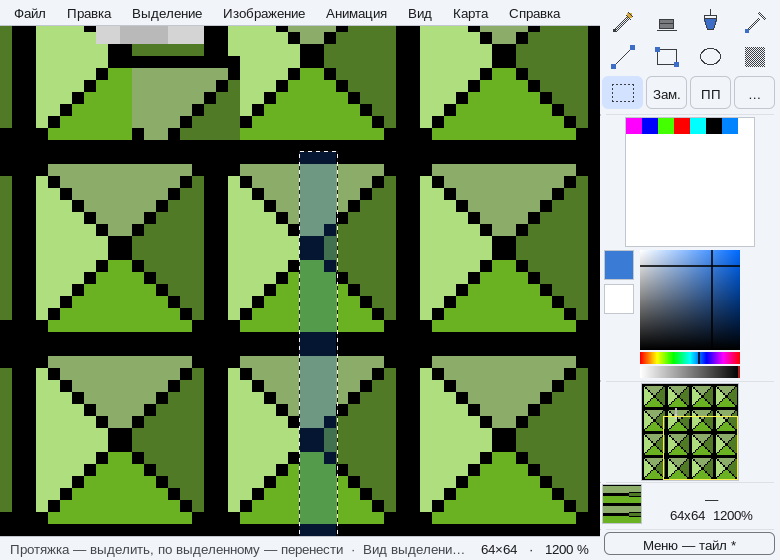 Файл Правка Выделение Изображение Анимация Вид Карта Справка
Зам. ПП ...
—
64x64 1200%
Протяжка — выделить, по выделенному — перенести · Вид выделени… 64×64 · 1200 %
Меню — тайл *